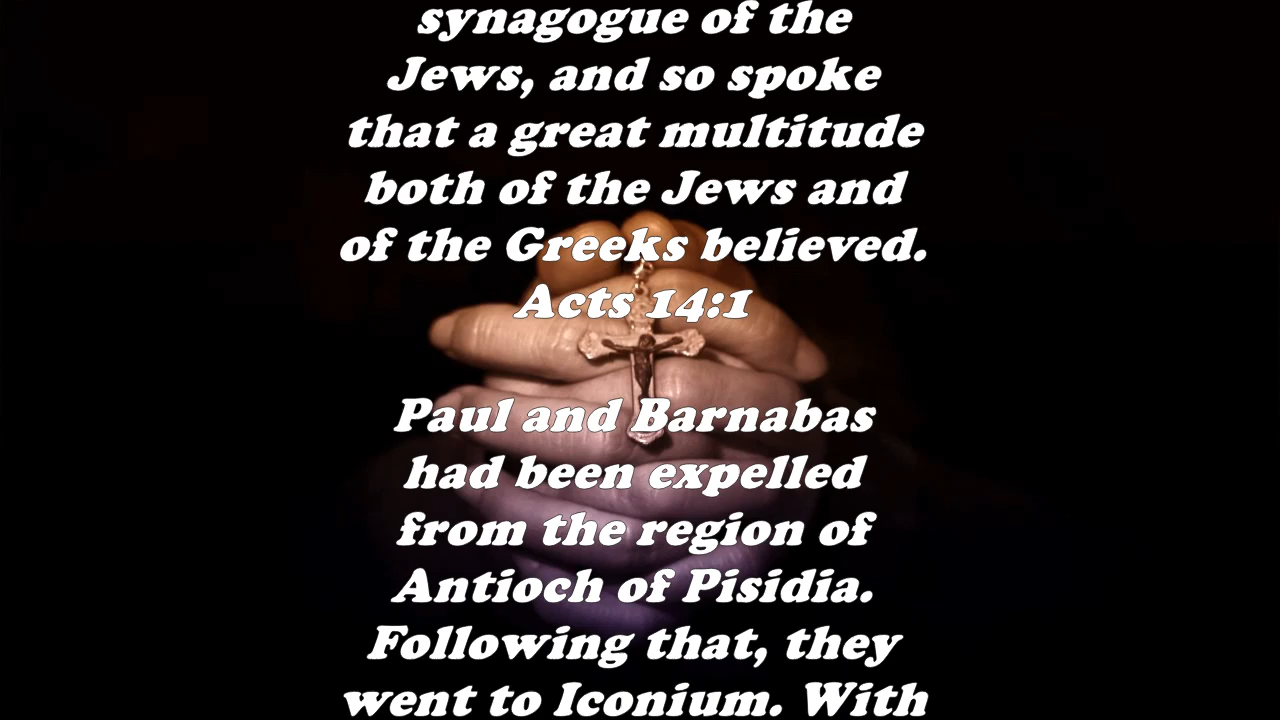 synagogue of the
Jews, and so spoke
that a great multitude
both of the Jews and
of the Greeks believed.
Acts 14:1
Paul and Barnabas
had been expelled
from the region of
Antioch of Pisidia.
Following that, they
went to Iconium. With